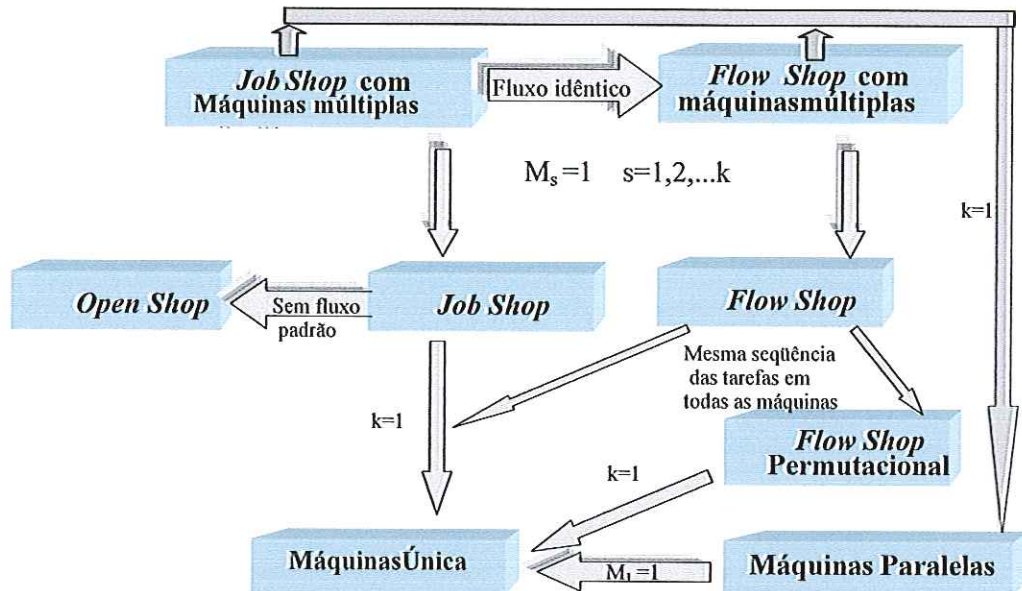 Job Shop com
Máquinas múltiplas
Fluxo idêntico
Flow Shop com
máquinasmúltiplas
Mₛ=1 s=1,2,...k
k=1
Open Shop
Sem fluxo
padrão
Job Shop
Flow Shop
Mesma seqüência
das tarefas em
todas as máquinas
k=1
Flow Shop
Permutacional
k=1
MáquinasÚnica
M₁=1
Máquinas Paralelas